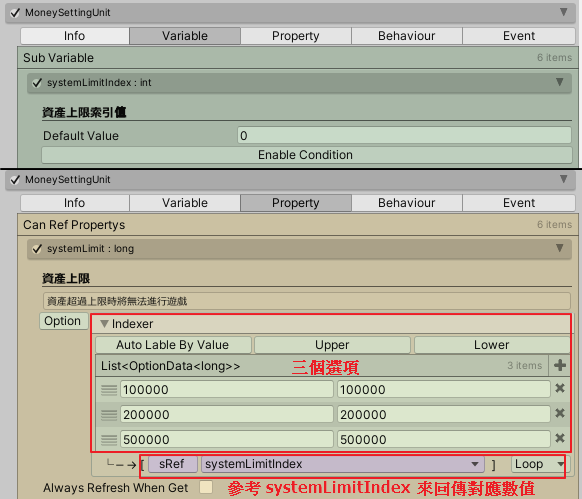 MoneySettingUnit
Info Variable Property Behaviour Event
Sub Variable 6 items
systemLimitIndex : int
資產上限索引值
Default Value 0
Enable Condition
MoneySettingUnit
Info Variable Property Behaviour Event
Can Ref Propertys 6 items
systemLimit : long
資產上限
資產超過上限時將無法進行遊戲
Option Indexer
Auto Lable By Value Upper Lower
List<OptionData<long>> 三個選項 3 items
100000 100000
200000 200000
500000 500000
[ sRef systemLimitIndex ] Loop
Always Refresh When Get 參考 systemLimitIndex 來回傳對應數值